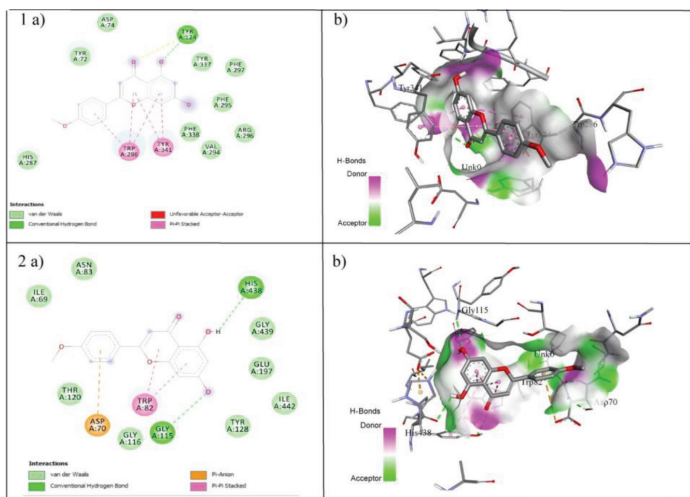 1 a)
ASP
A:74
TYR
A:124
TYR
A:72
TYR
A:337
PHE
A:297
PHE
A:295
PHE
A:338
ARG
A:296
TRP
A:286
TYR
A:341
VAL
A:294
HIS
A:287
Interactions
van der Waals
Conventional Hydrogen Bond
Unfavorable Acceptor-Acceptor
Pi-Pi Stacked
b)
Unk0
H-Bonds
Donor
Acceptor
2 a)
ASN
A:83
HIS
A:438
ILE
A:69
H
GLY
A:439
GLU
A:197
ILE
A:442
THR
A:120
TRP
A:82
ASP
A:70
GLY
A:116
GLY
A:115
TYR
A:128
Interactions
van der Waals
Conventional Hydrogen Bond
Pi-Anion
Pi-Pi Stacked
b)
Gly115
Unk0
Trp82
Asp70
His438
H-Bonds
Donor
Acceptor